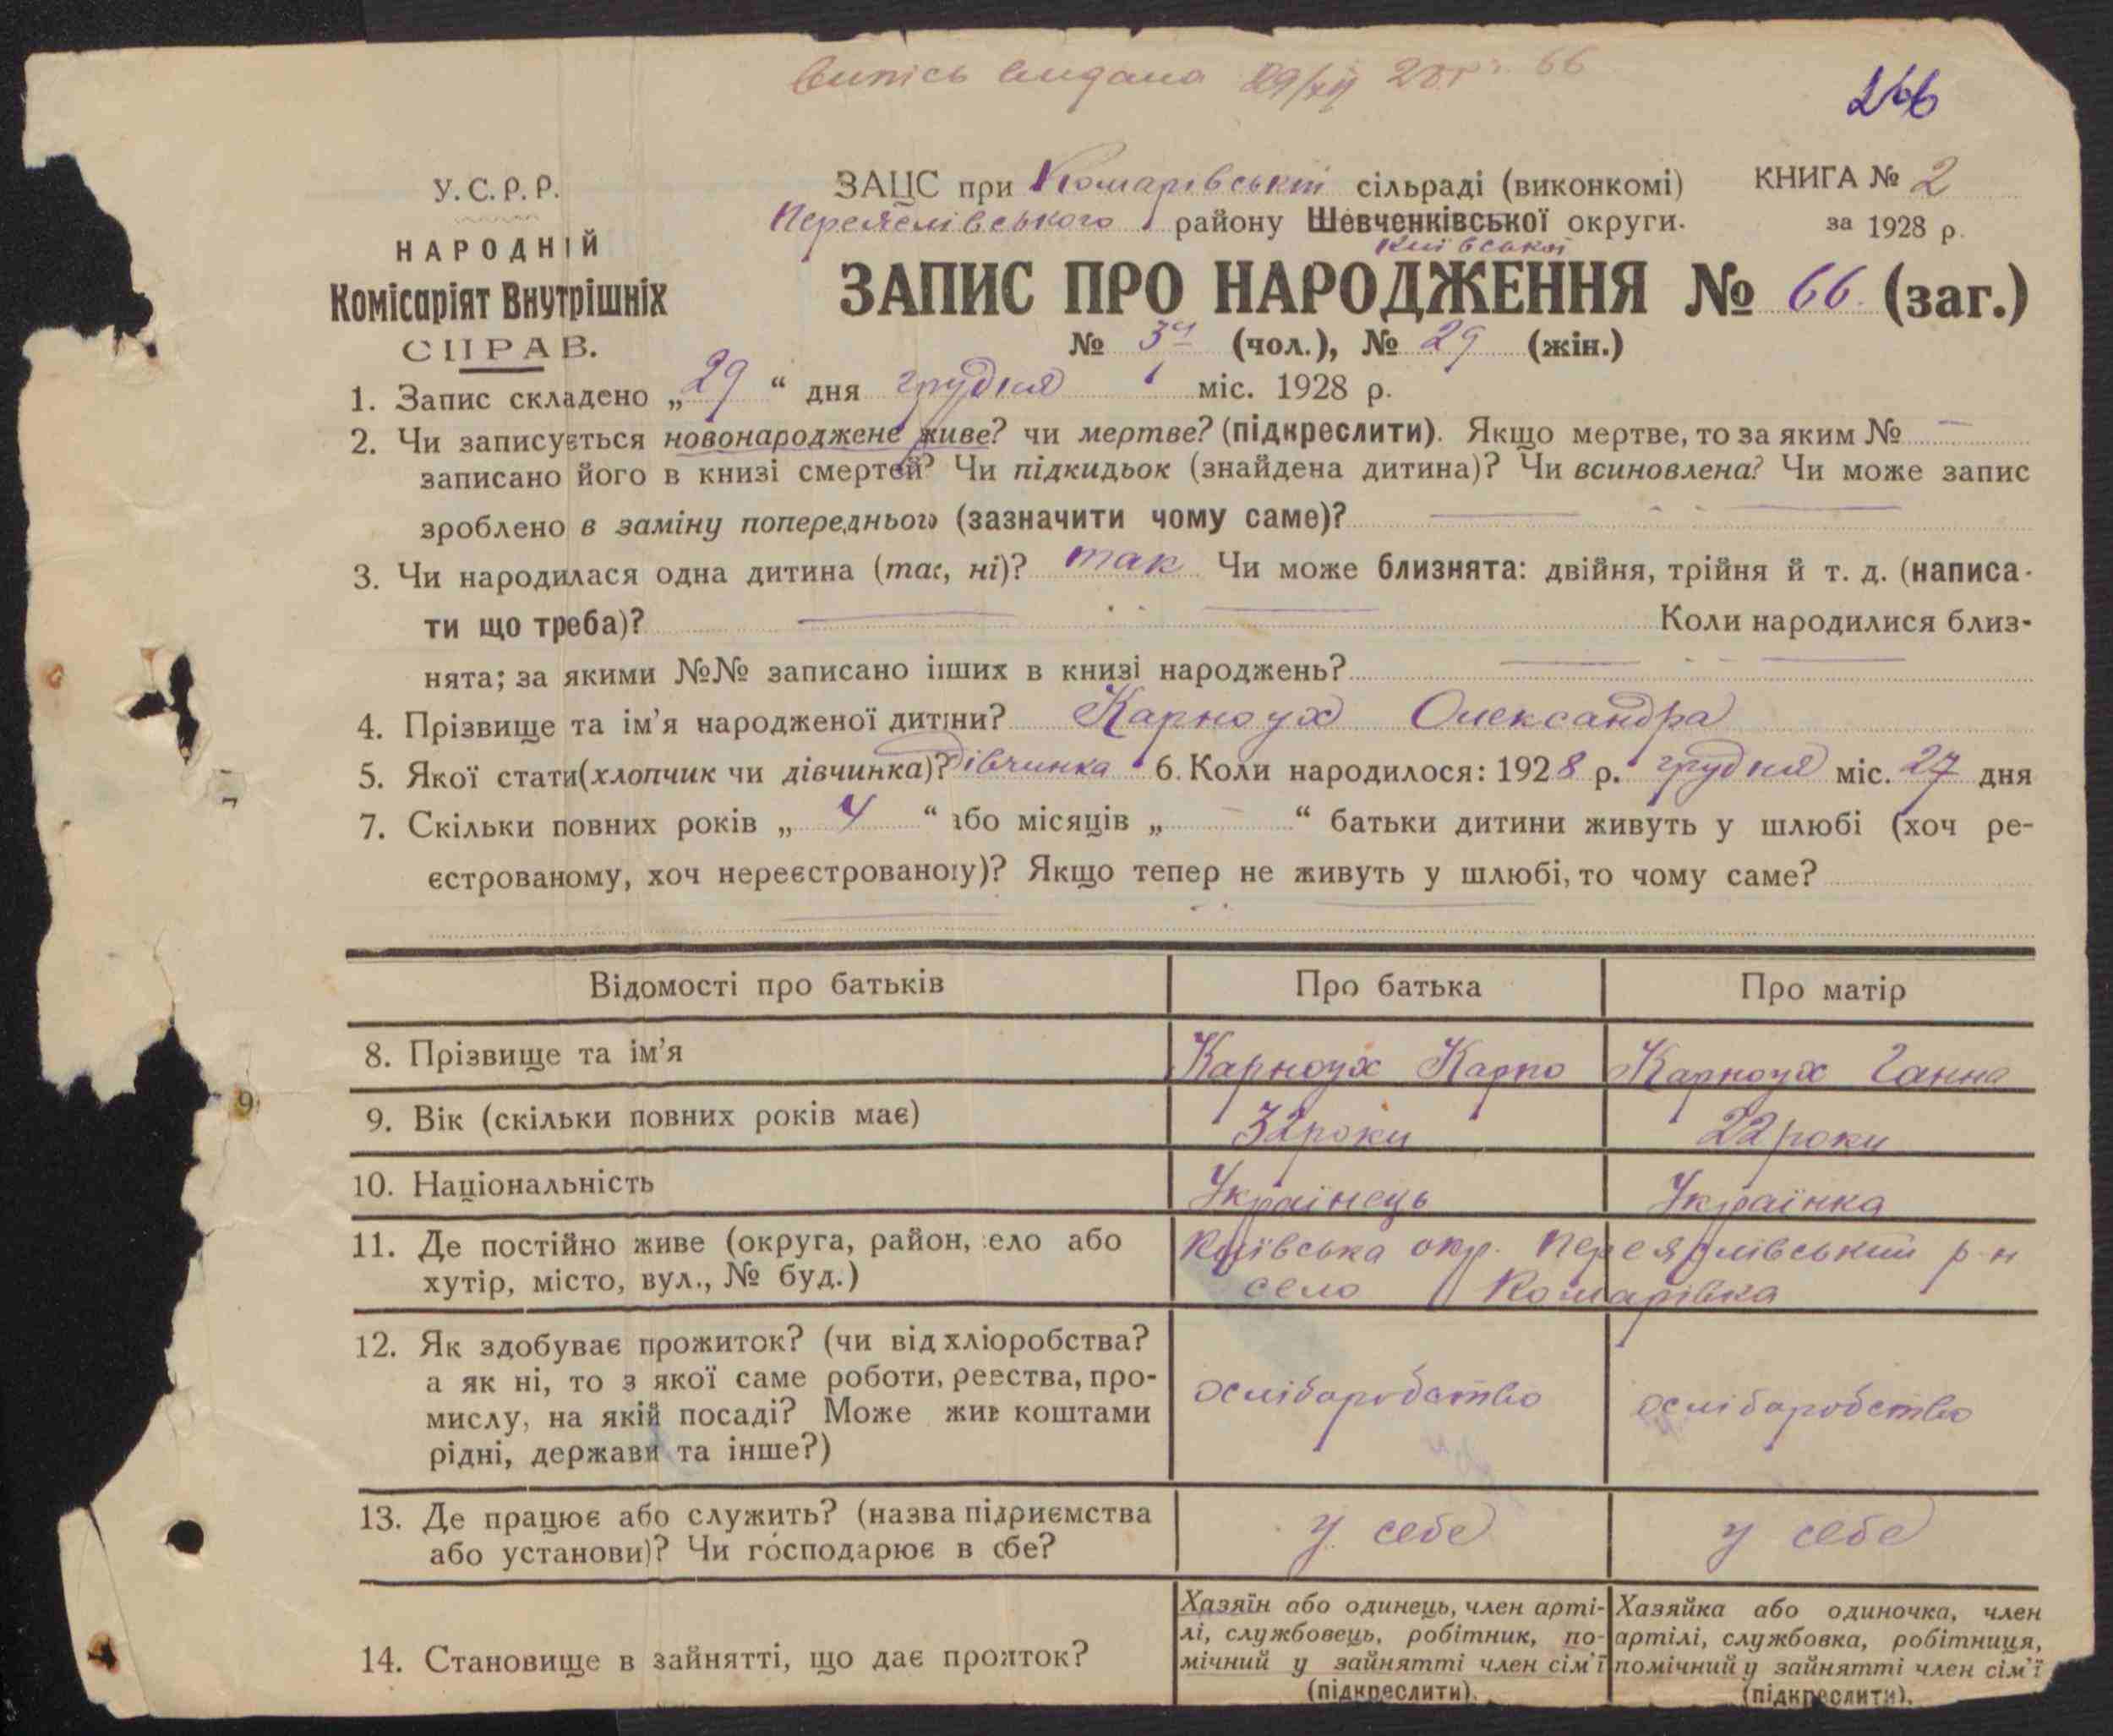 Випісь видана 29/XII 28 р. 66
266
У.С.Р.Р.
НАРОДНІЙ
Комісаріят Внутрішніх
СПРАВ.
ЗАЦС при Комарівській сільраді (виконкомі)
Переяслівського району Шевченківської округи.
Київської
КНИГА № 2
за 1928 р.
ЗАПИС ПРО НАРОДЖЕННЯ № 66 (заг.)
№ (чол.), № 29 (жін.)
1. Запис складено „29“ дня грудня міс. 1928 р.
2. Чи записується новонароджене живе? чи мертве? (підкреслити). Якщо мертве, то за яким № —
записано його в книзі смертей? Чи підкидьок (знайдена дитина)? Чи всиновлена? Чи може запис
зроблено в заміну попереднього (зазначити чому саме)?
3. Чи народилася одна дитина (так, ні)? так Чи може близнята: двійня, трійня й т. д. (написа-
ти що треба)? Коли народилися близ-
нята; за якими №№ записано інших в книзі народжень?
4. Прізвище та ім’я народженої дитини? Карноух Олександра
5. Якої статі (хлопчик чи дівчинка)? дівчинка 6. Коли народилося: 1928 р. грудня міс. 27 дня
7. Скільки повних років „4“ або місяців „—“ батьки дитини живуть у шлюбі (хоч ре-
єстрованому, хоч нереєстрованому)? Якщо тепер не живуть у шлюбі, то чому саме?
Відомості про батьків Про батька Про матір
8. Прізвище та ім’я Карноух Карпо Карноух Ганна
9. Вік (скільки повних років має) 32 роки 22 роки
10. Національність Українець Українка
11. Де постійно живе (округа, район, село або Київська окр. Переяслівський р-н
хутір, місто, вул., № буд.) село Комарівка
12. Як здобуває прожиток? (чи від хліборобства?
а як ні, то з якої саме роботи, реества, про-
мислу, на якій посаді? Може жив коштами
рідні, держави та інше?)
хліборобство хліборобство
13. Де працює або служить? (назва підприємства
або установи)? Чи господарює в себе?
у себе у себе
14. Становище в зайнятті, що дає прожиток?
Хазяїн або одинець, член арті-
лі, службовець, робітник, по-
мічний у зайнятті член сім’ї
(підкреслити).
Хазяйка або одиночка, член
артілі, службовка, робітниця,
помічний у зайнятті член сім’ї
(підкреслити).